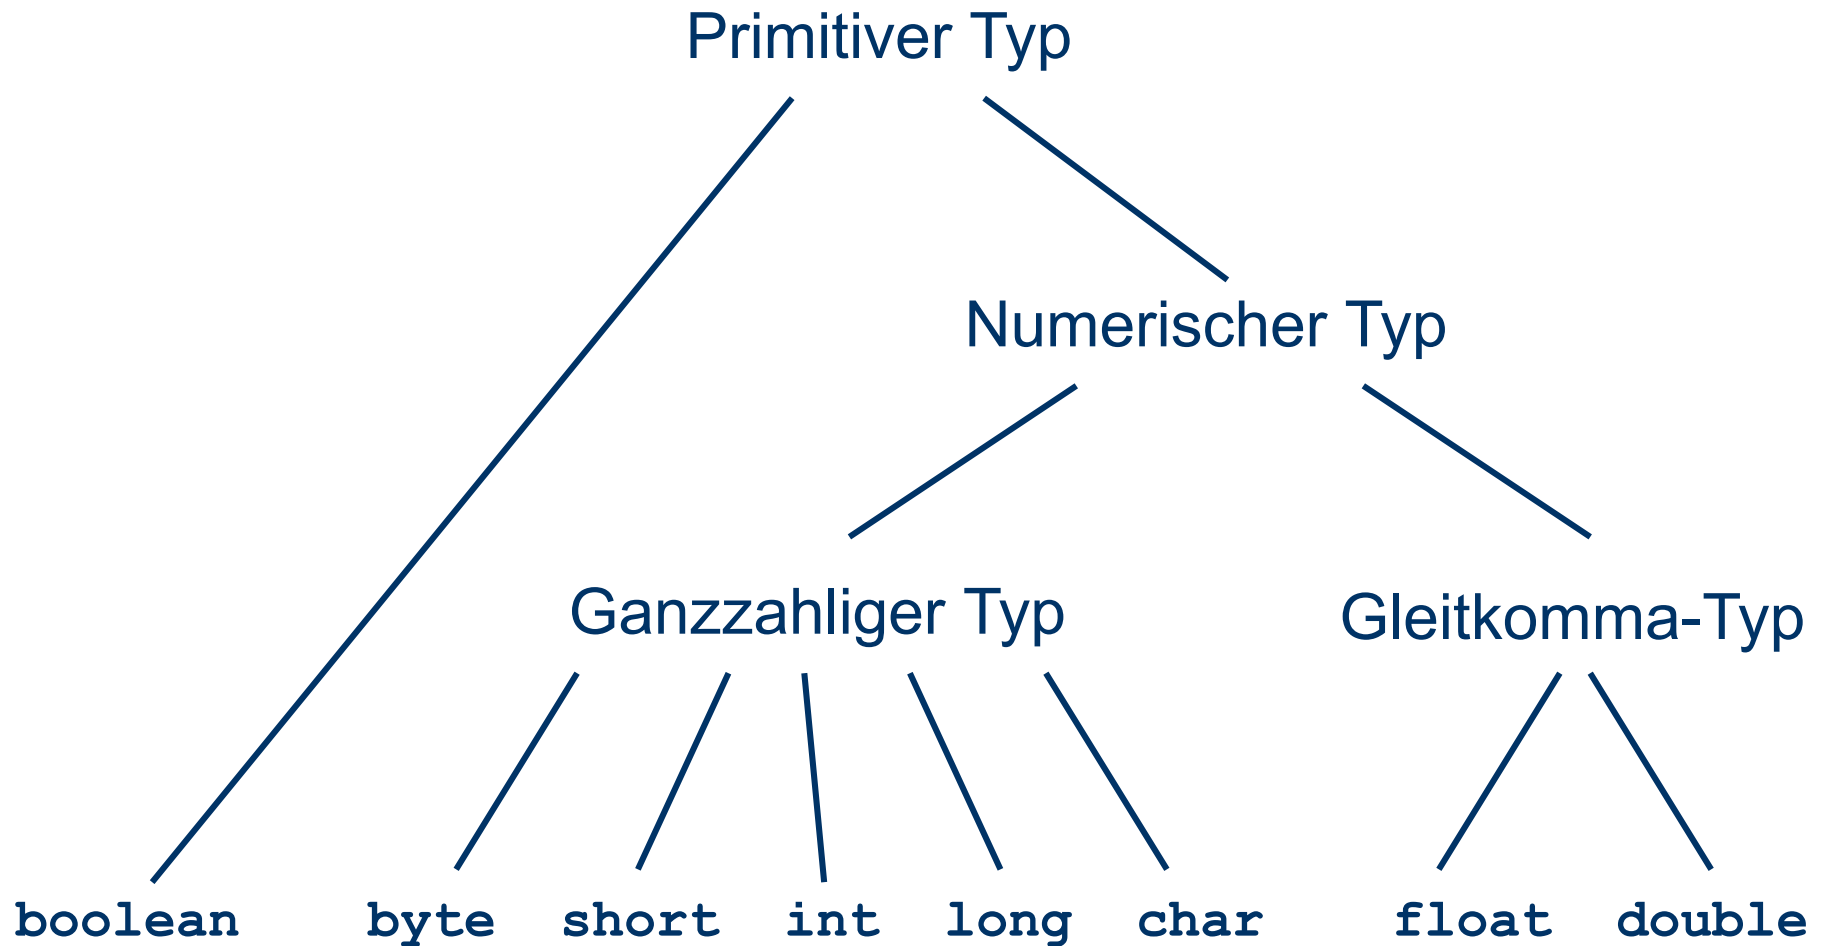 Primitiver Typ
Numerischer Typ
Ganzzahliger Typ Gleitkomma-Typ
boolean byte short int long char float double